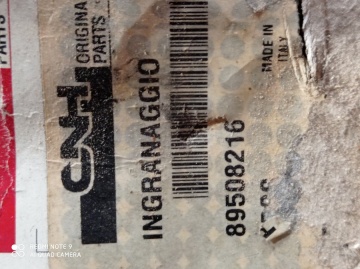 PARTS
CNH
ORIGINAL
PARTS
INGRANAGGIO
89508216
MADE IN
ITALY
REDMI NOTE 9
AI QUAD CAMERA